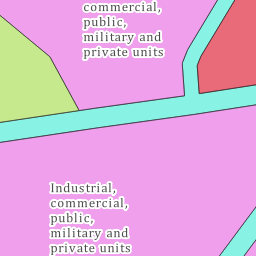 commercial,
public,
military and
private units
Industrial,
commercial,
public,
military and
private units